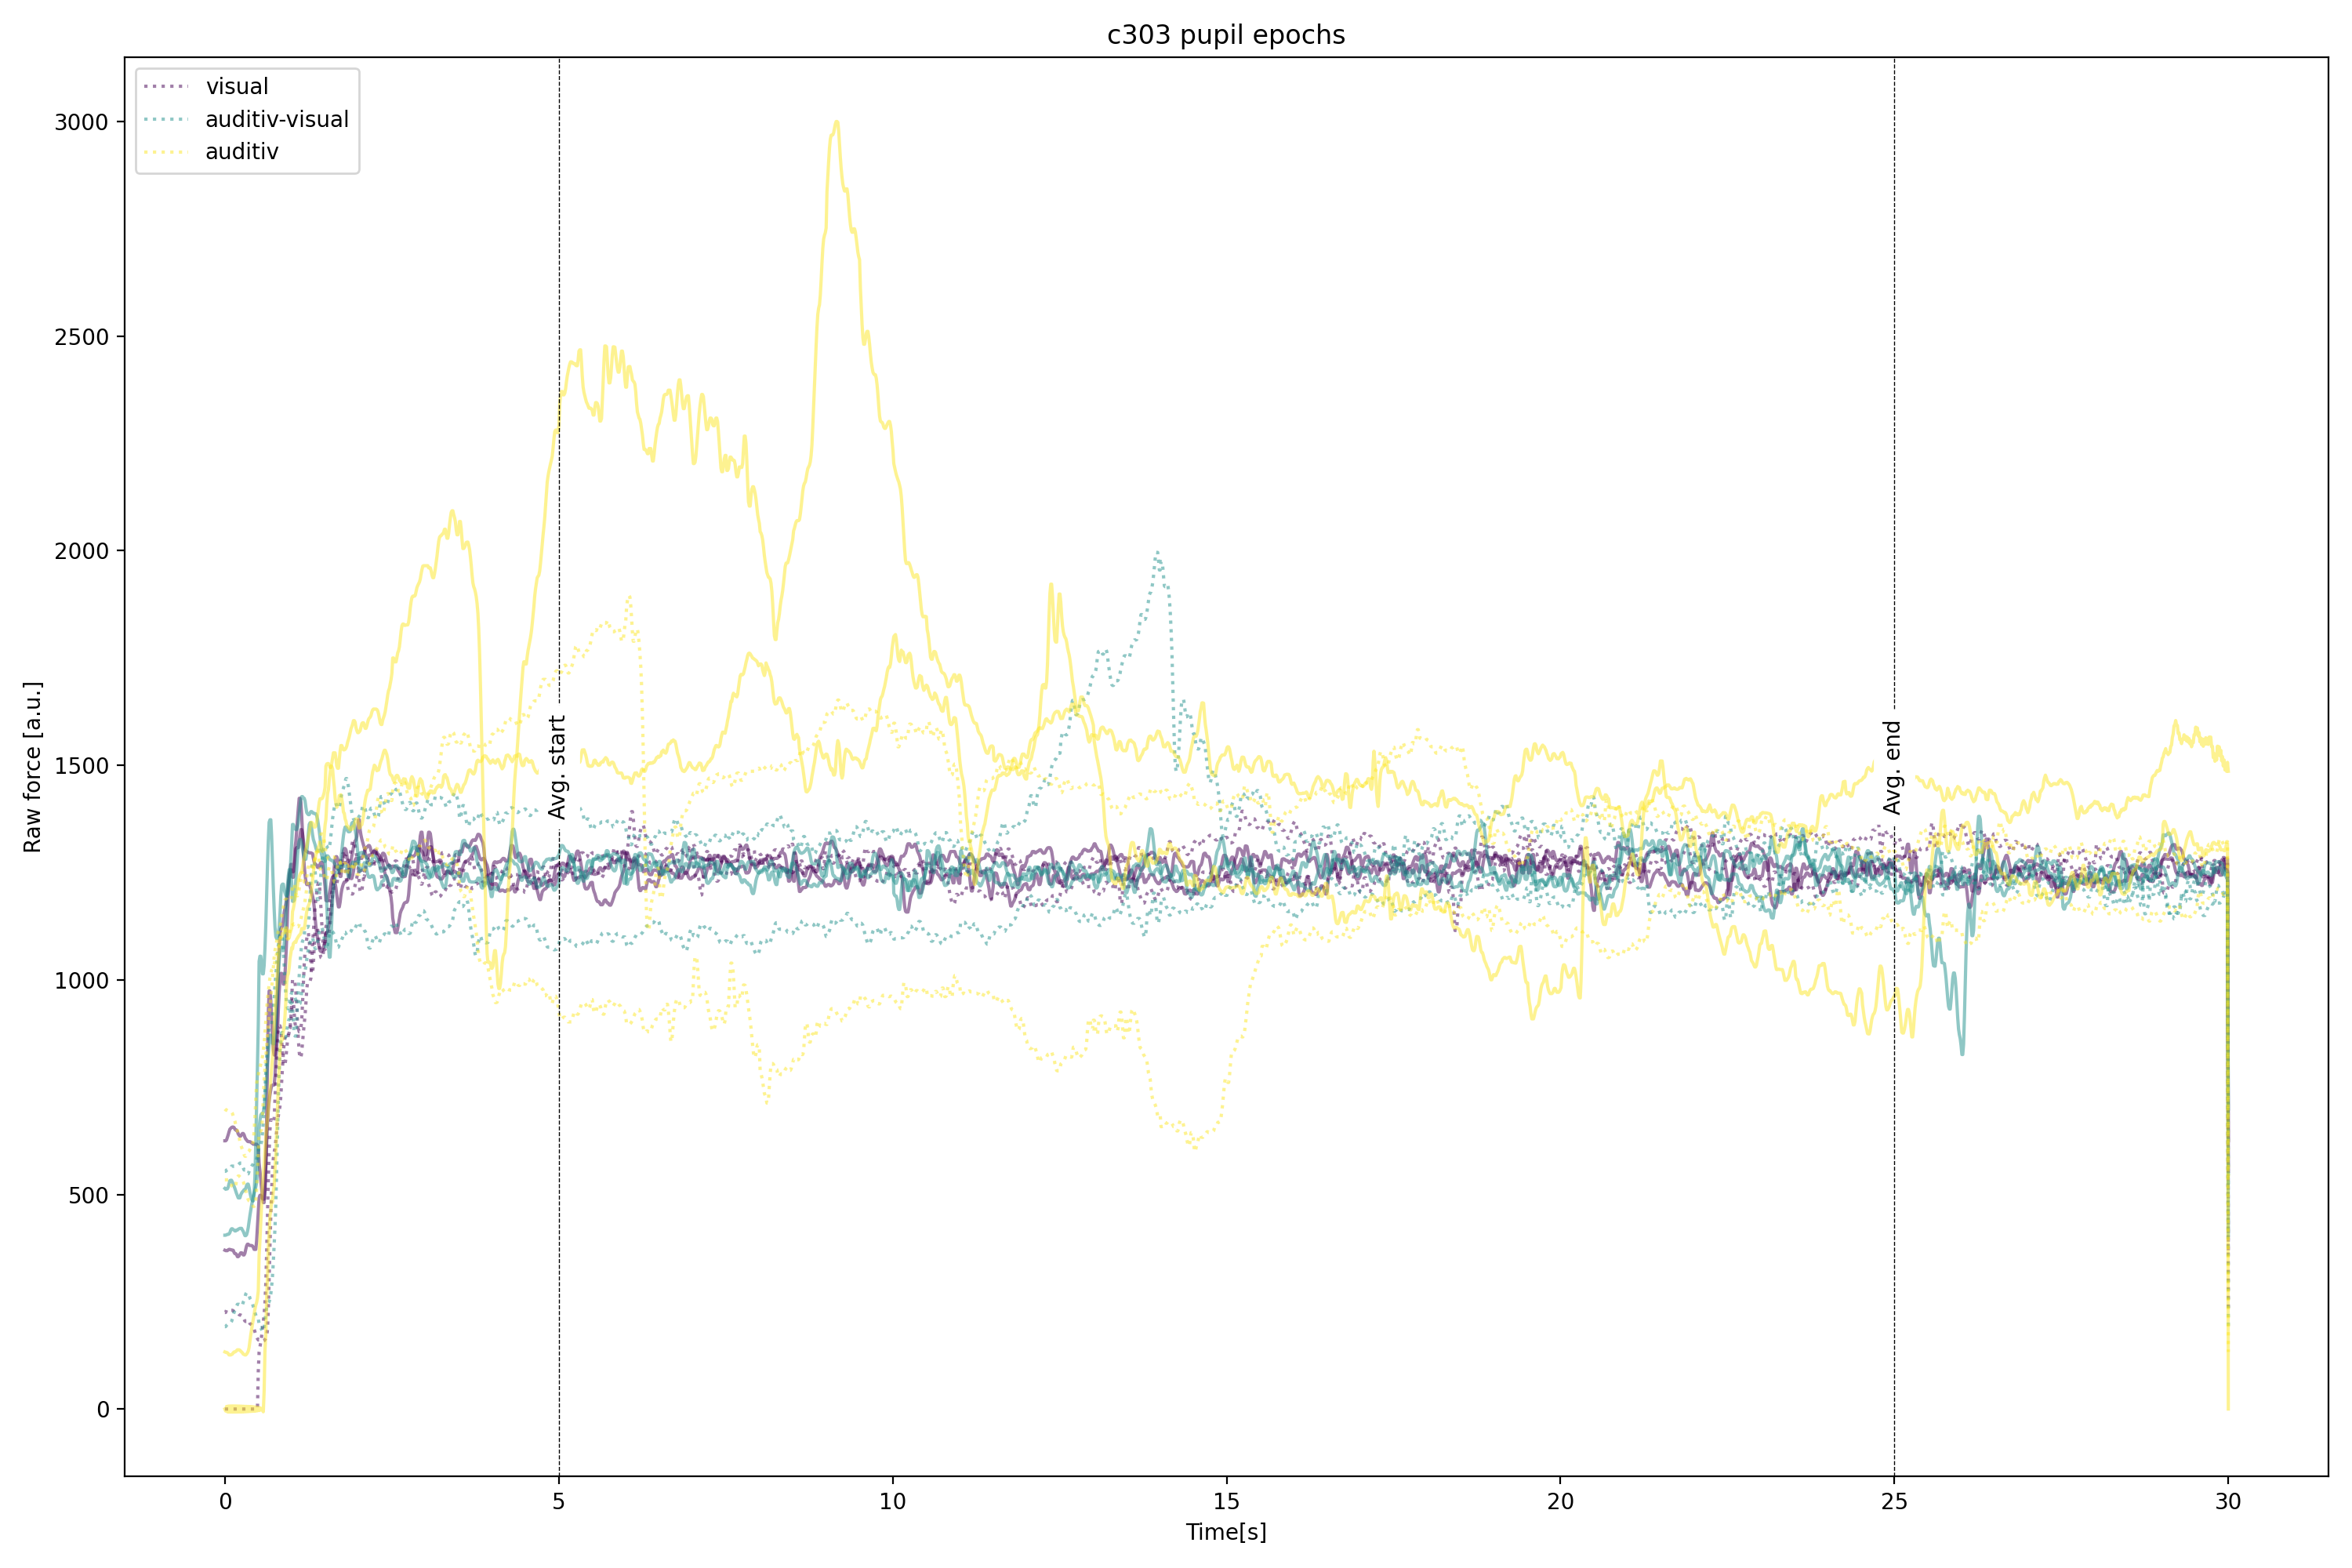 c303 pupil epochs
visual
auditiv-visual
auditiv
3000
2500
2000
1500
1000
500
0
Raw force [a.u.]
Avg. start
Avg. end
0 5 10 15 20 25 30
Time[s]